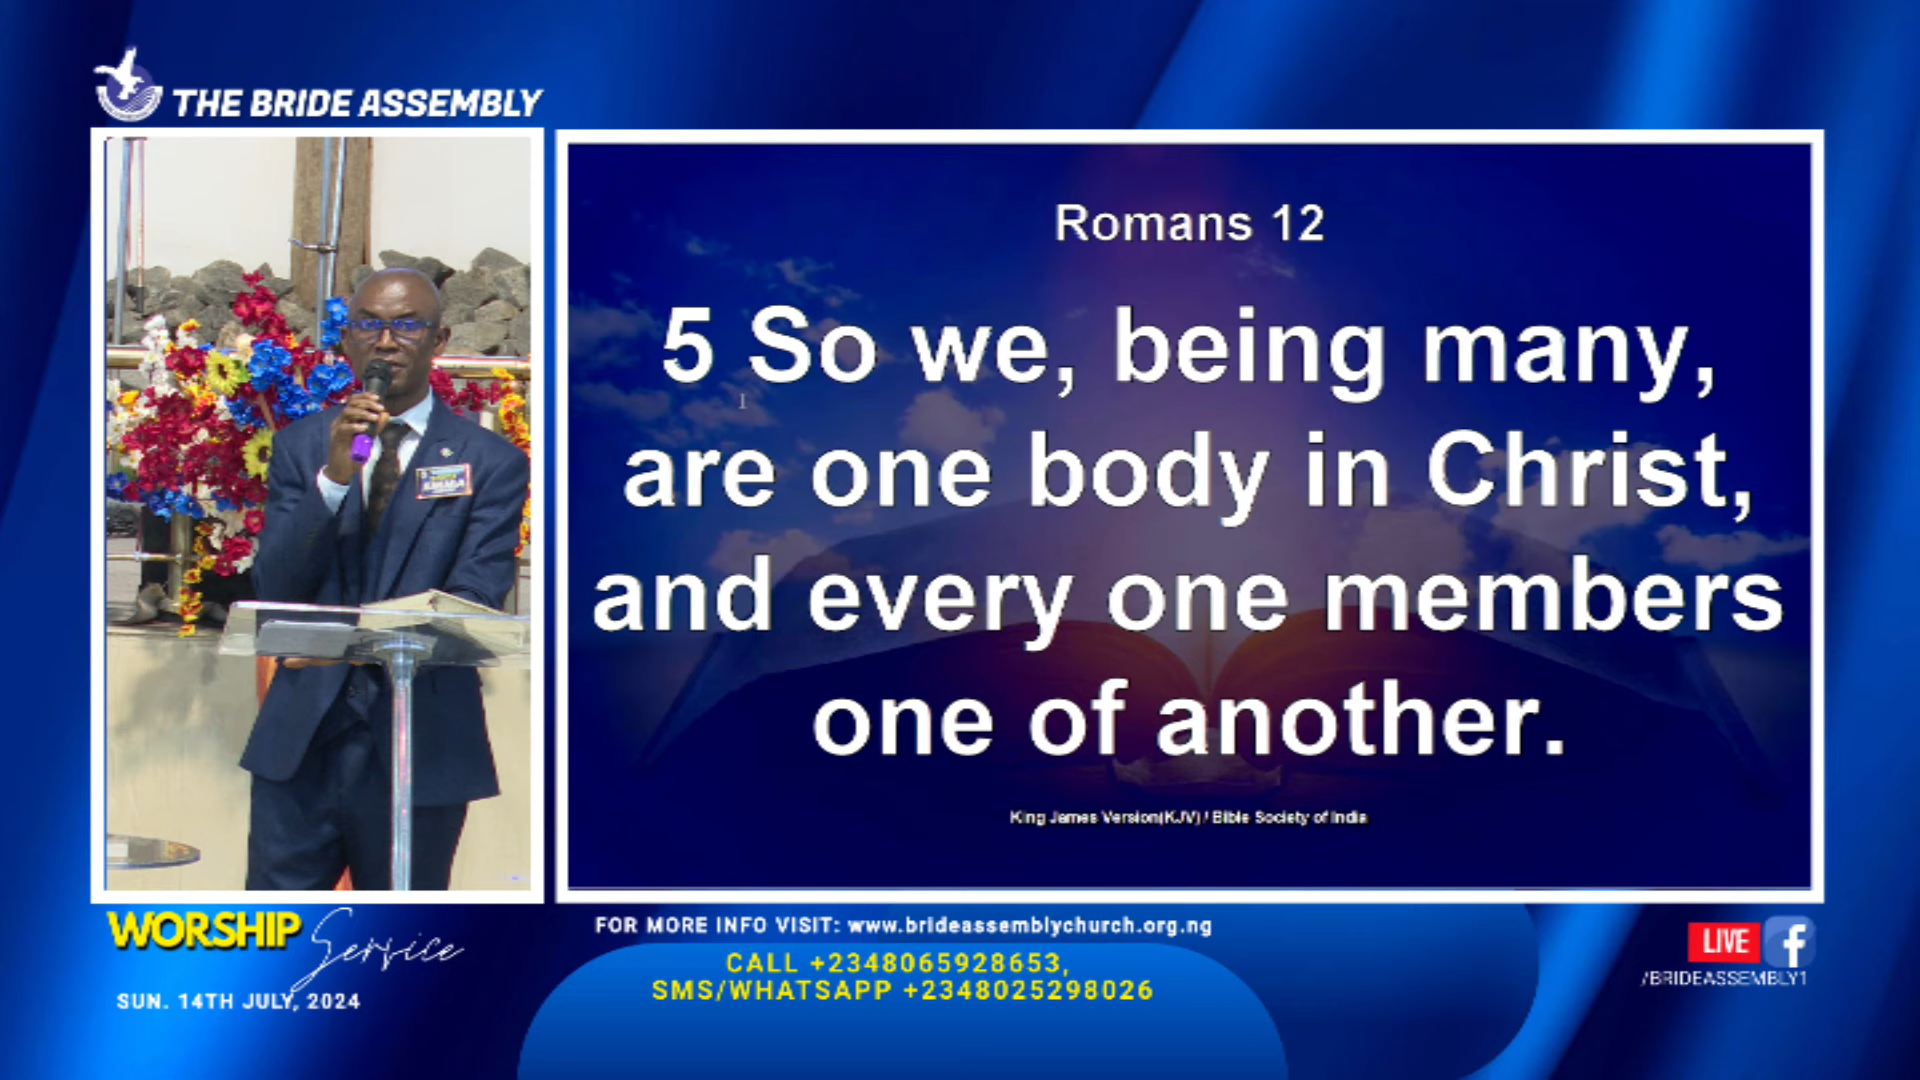 THE BRIDE ASSEMBLY
Romans 12
5 So we, being many,
are one body in Christ,
and every one members
one of another.
King James Version(KJV) / Bible Society of India
WORSHIP
Service
SUN. 14TH JULY, 2024
FOR MORE INFO VISIT: www.brideassemblychurch.org.ng
CALL +2348065928653,
SMS/WHATSAPP +2348025298026
LIVE f
/BRIDEASSEMBLY1